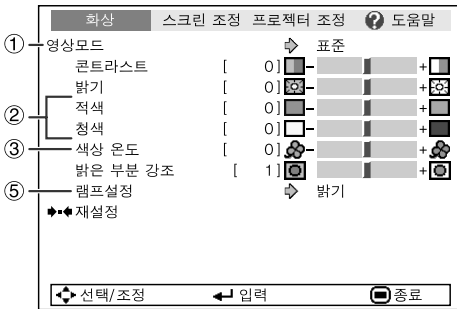 화상 스크린 조정 프로젝터 조정 ? 도움말
① 영상모드 표준
콘트라스트 [ 0]
밝기 [ 0]
② 적색 [ 0]
청색 [ 0]
③ 색상 온도 [ 0]
밝은 부분 강조 [ 1]
⑤ 램프설정 밝기
재설정
선택/조정 입력 종료